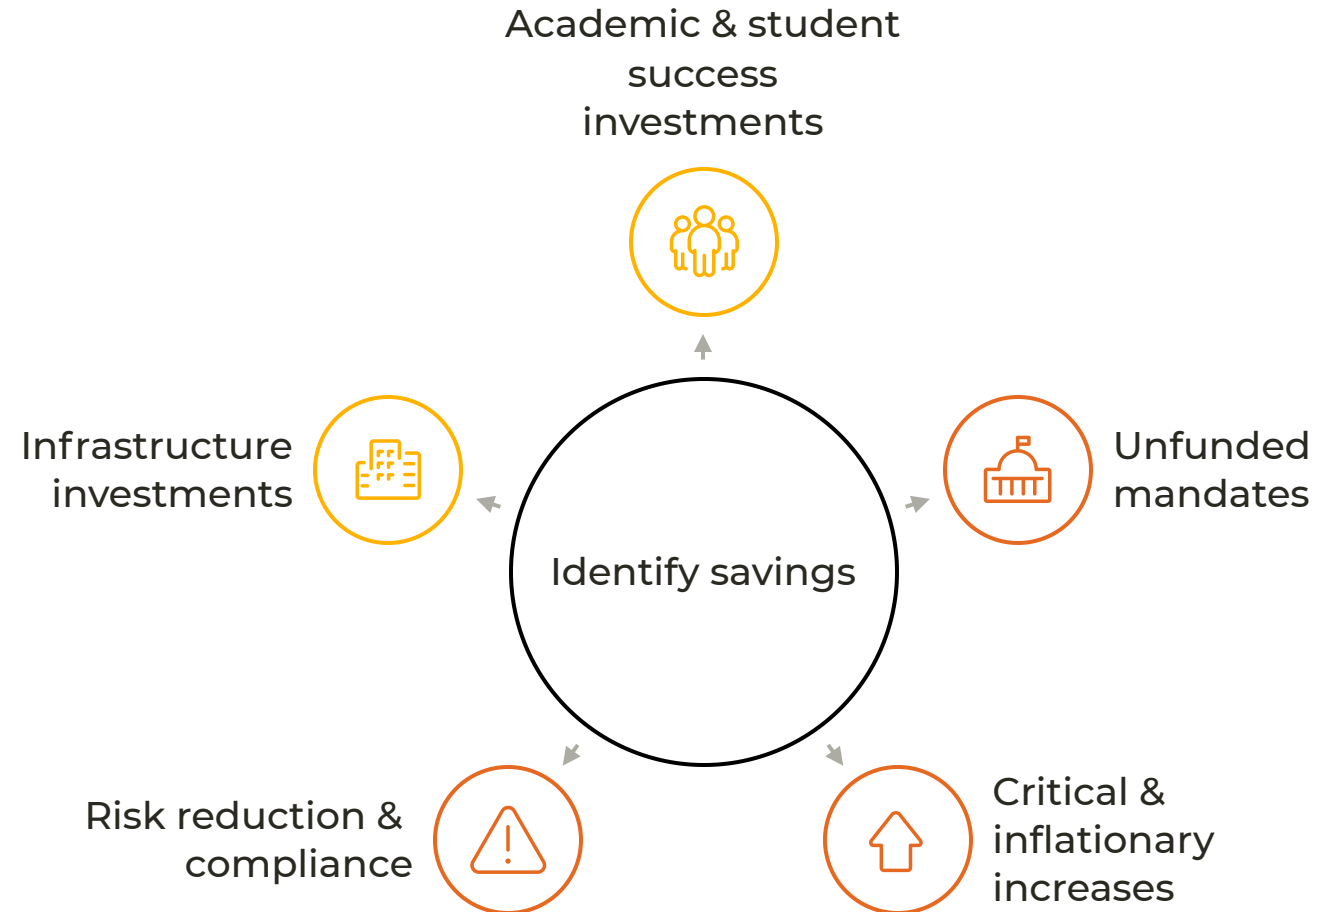 Academic & student
success
investments
Infrastructure
investments
Unfunded
mandates
Identify savings
Risk reduction &
compliance
Critical &
inflationary
increases